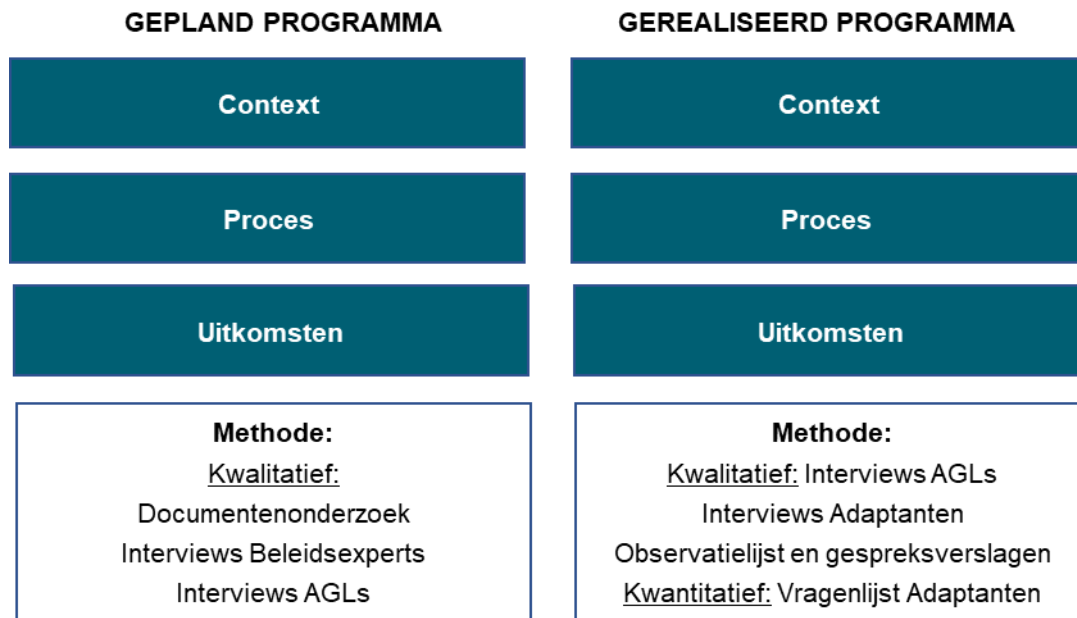 GEPLAND PROGRAMMA
Context
Proces
Uitkomsten
Methode:
Kwalitatief:
Documentenonderzoek
Interviews Beleidsexperts
Interviews AGLs
GEREALISEERD PROGRAMMA
Context
Proces
Uitkomsten
Methode:
Kwalitatief: Interviews AGLs
Interviews Adaptanten
Observatielijst en gespreksverslagen
Kwantitatief: Vragenlijst Adaptanten